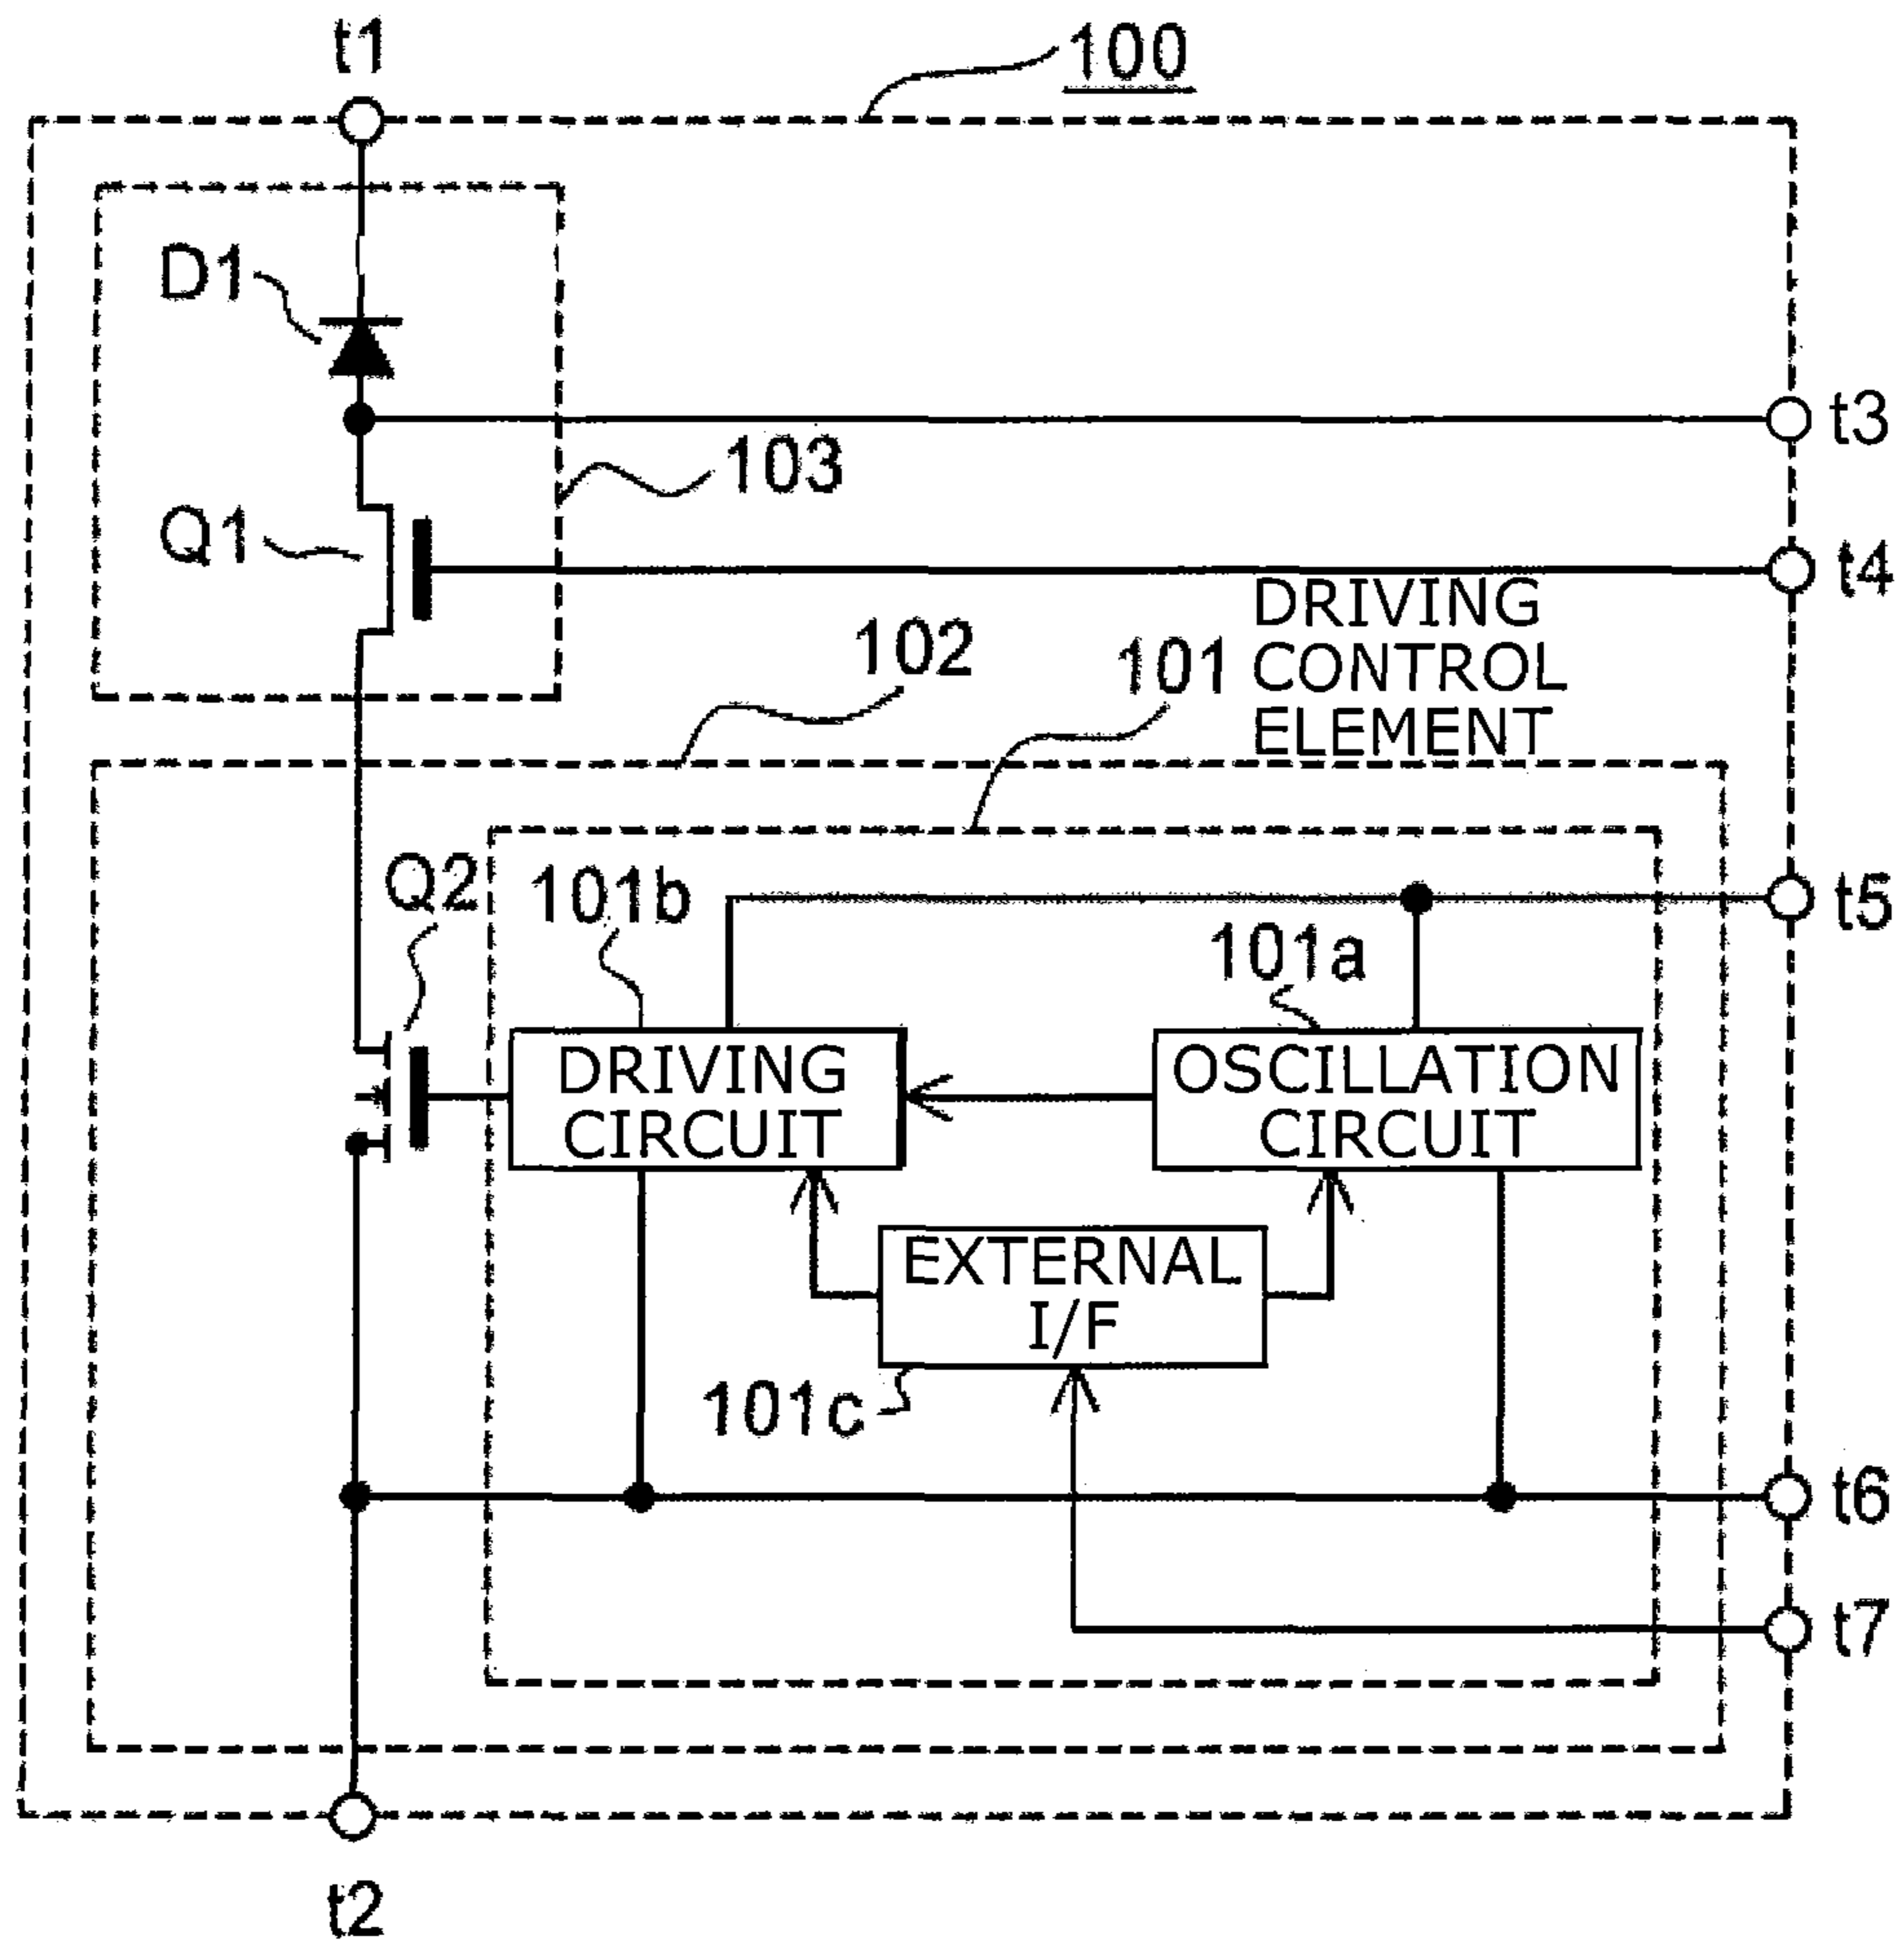 t1
100
D1
t3
103
Q1
t4
DRIVING
CONTROL
ELEMENT
102
101
Q2
101b
t5
101a
DRIVING
CIRCUIT
OSCILLATION
CIRCUIT
EXTERNAL
I/F
101c
t6
t7
t2